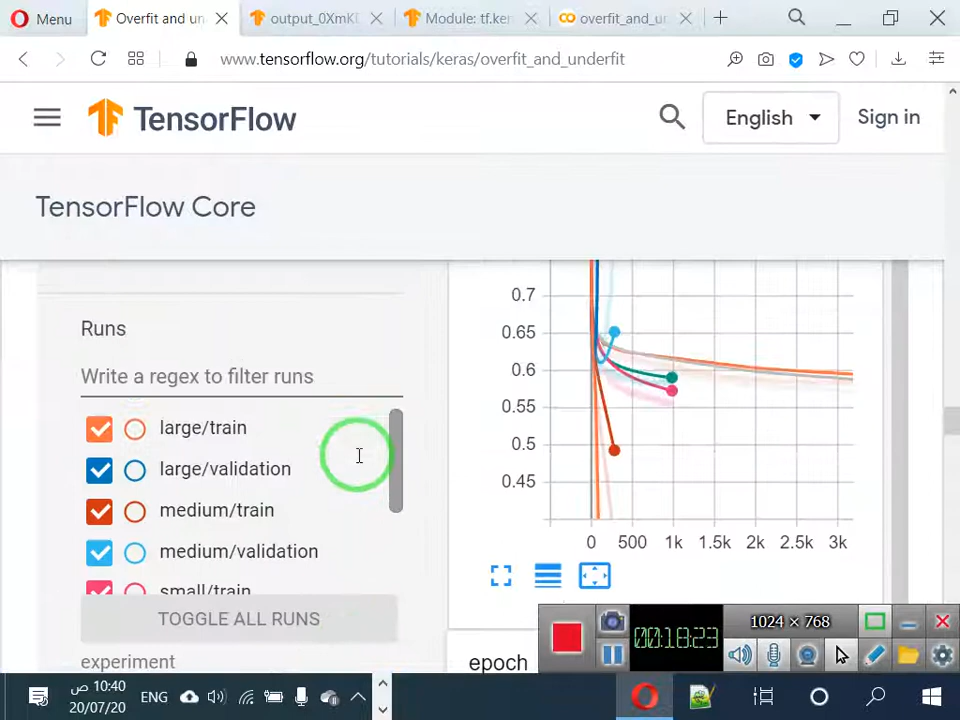 Menu
Overfit and un
output_0XmKD
Module: tf.ker
overfit_and_un
www.tensorflow.org/tutorials/keras/overfit_and_underfit
TensorFlow
English
Sign in
TensorFlow Core
Runs
Write a regex to filter runs
large/train
large/validation
medium/train
medium/validation
small/train
TOGGLE ALL RUNS
experiment
0.7
0.65
0.6
0.55
0.5
0.45
0 500 1k 1.5k 2k 2.5k 3k
epoch
00:18:23
1024 × 768
10:40 ص
20/07/20
ENG